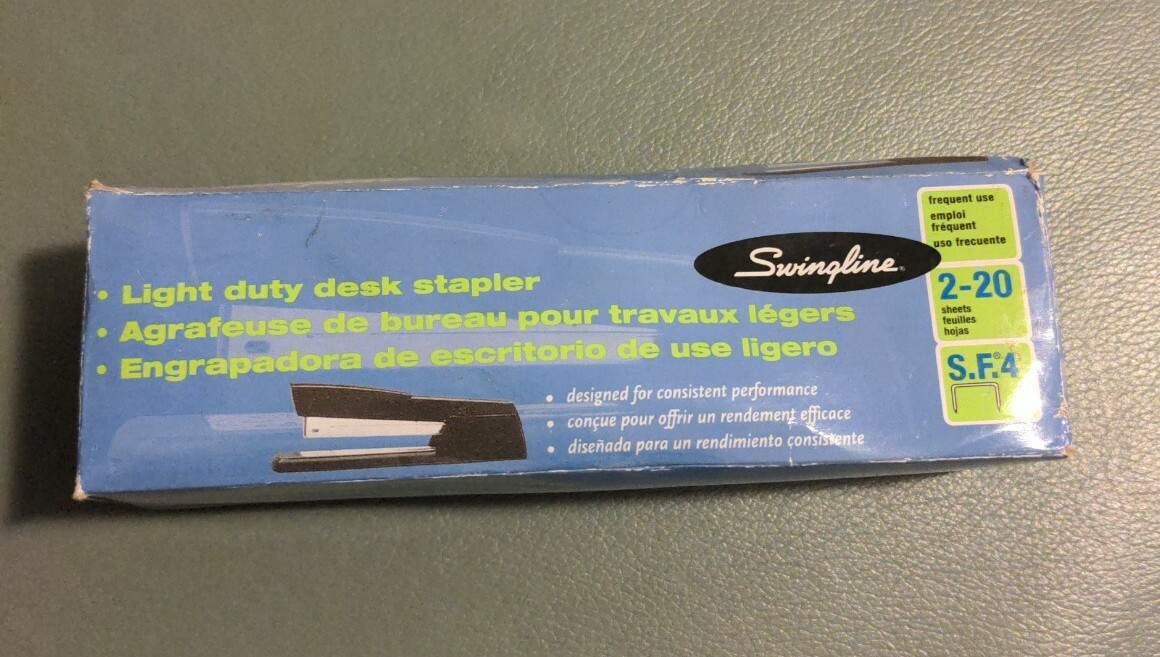 Swingline®
• Light duty desk stapler
• Agrafeuse de bureau pour travaux légers
• Engrapadora de escritorio de use ligero
• designed for consistent performance
• conçue pour offrir un rendement efficace
• diseñada para un rendimiento consistente
frequent use
emploi
fréquent
uso frecuente
2-20
sheets
feuilles
hojas
S.F.®4